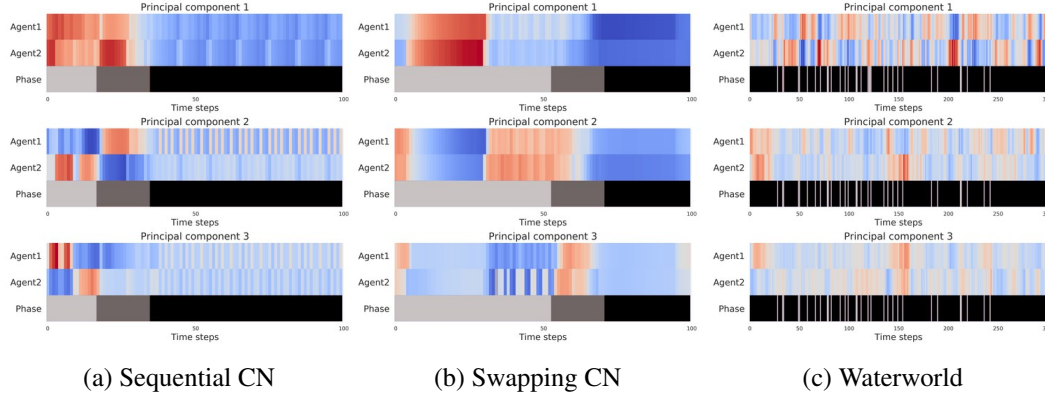 Principal component 1
Agent1
Agent2
Phase
0 50 100
Time steps
Principal component 2
Agent1
Agent2
Phase
0 50 100
Time steps
Principal component 3
Agent1
Agent2
Phase
0 50 100
Time steps
(a) Sequential CN
Principal component 1
Agent1
Agent2
Phase
0 50 100
Time steps
Principal component 2
Agent1
Agent2
Phase
0 50 100
Time steps
Principal component 3
Agent1
Agent2
Phase
0 50 100
Time steps
(b) Swapping CN
Principal component 1
Agent1
Agent2
Phase
0 50 100 150 200 250 300
Time steps
Principal component 2
Agent1
Agent2
Phase
0 50 100 150 200 250
Time steps
Principal component 3
Agent1
Agent2
Phase
0 50 100 150 200 250
Time steps
(c) Waterworld